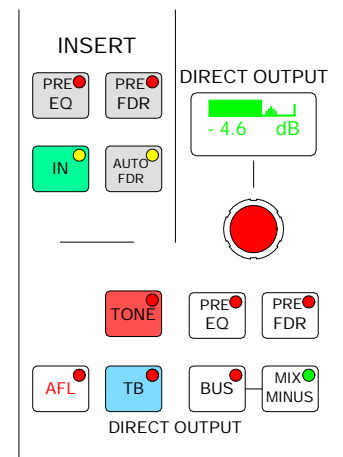 INSERT
PRE
EQ
PRE
FDR
IN
AUTO
FDR
DIRECT OUTPUT
- 4.6 dB
TONE
PRE
EQ
PRE
FDR
AFL
TB
BUS
MIX
MINUS
DIRECT OUTPUT